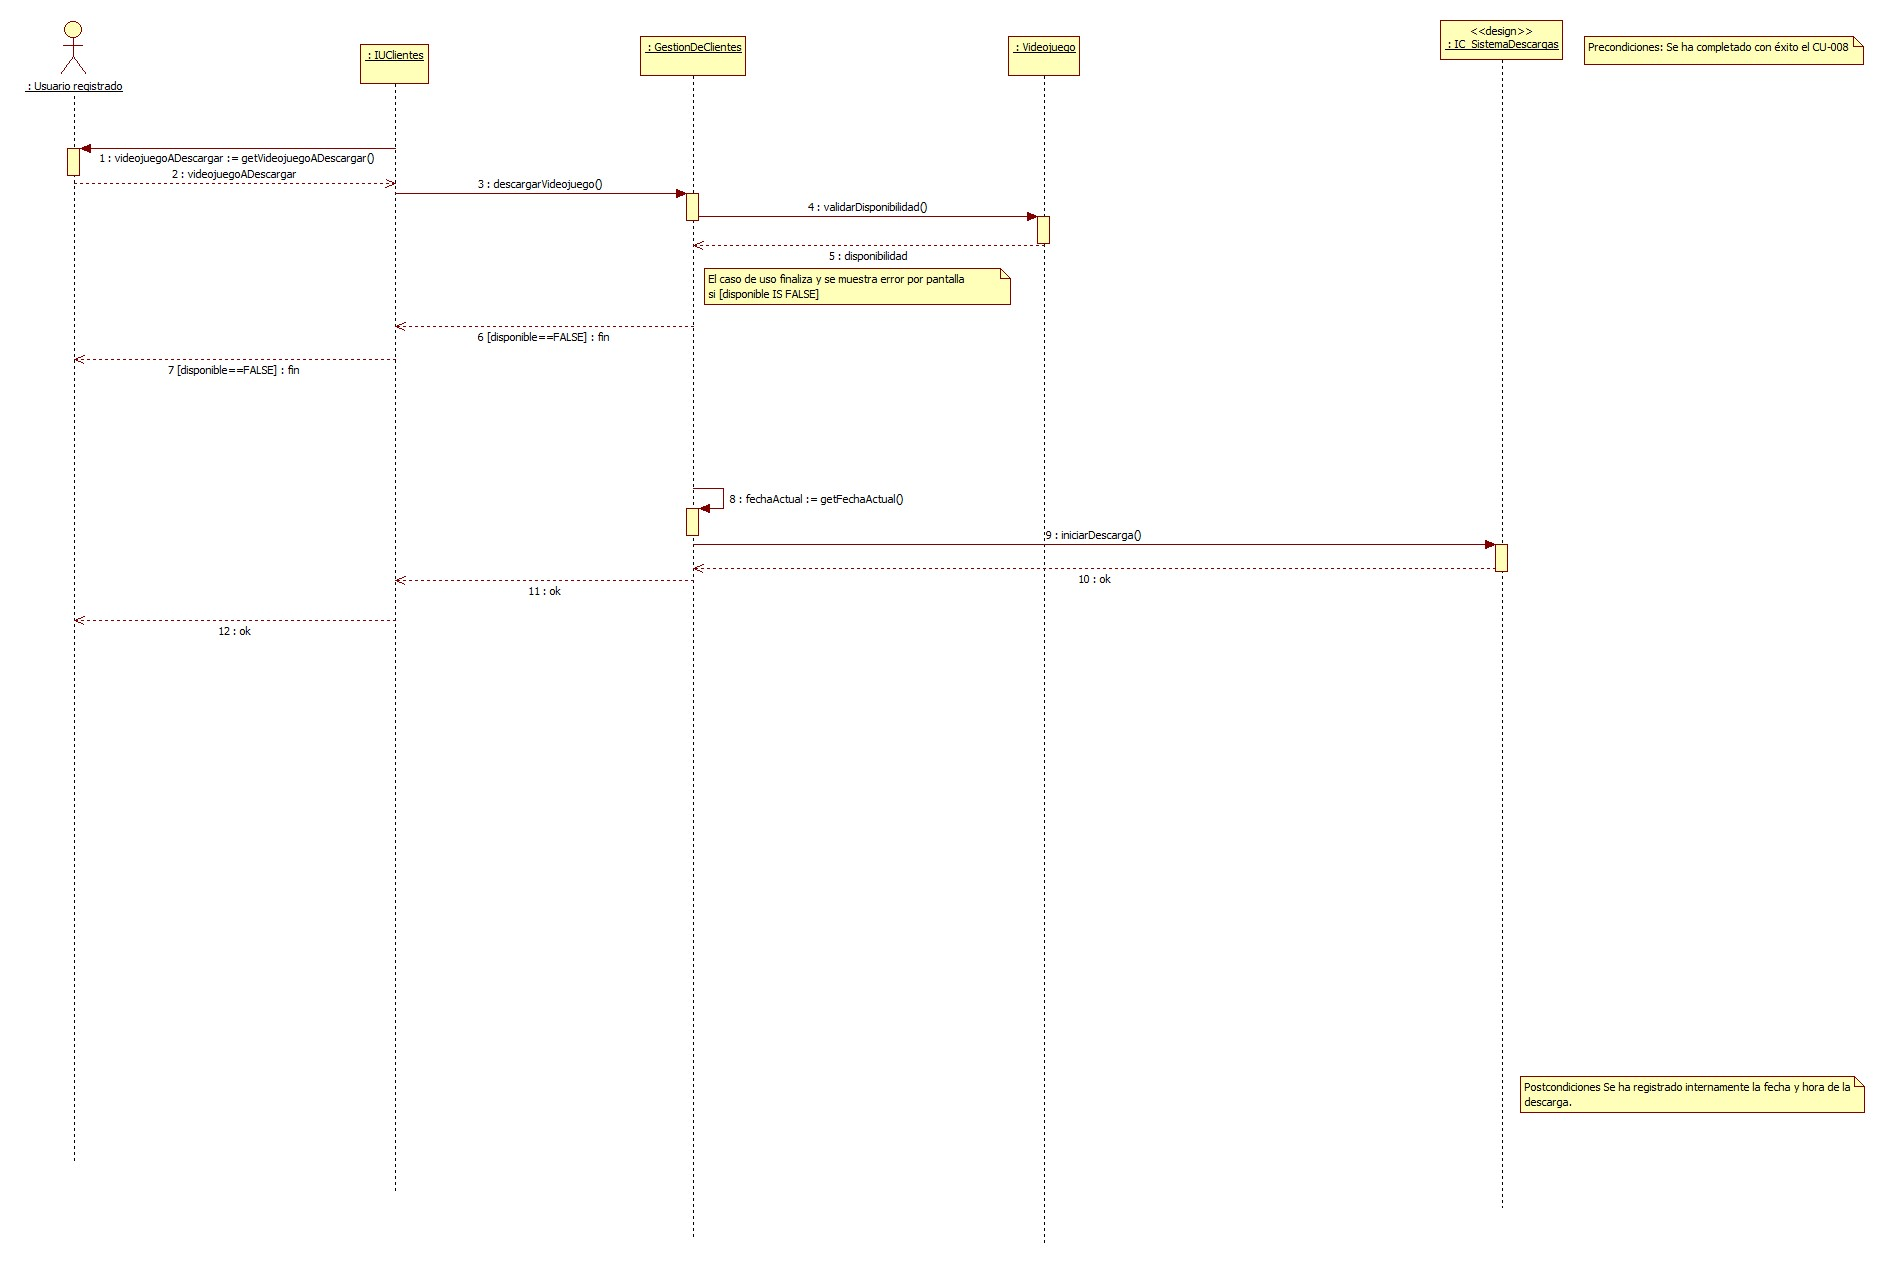 <<design>>
: IC_SistemaDescargas
: Usuario registrado
: IUClientes
: GestionDeClientes
: Videojuego
Precondiciones: Se ha completado con éxito el CU-008
1 : videojuegoADescargar := getVideojuegoADescargar()
2 : videojuegoADescargar
3 : descargarVideojuego()
4 : validarDisponibilidad()
5 : disponibilidad
El caso de uso finaliza y se muestra error por pantalla
si [disponible IS FALSE]
6 [disponible==FALSE] : fin
7 [disponible==FALSE] : fin
8 : fechaActual := getFechaActual()
9 : iniciarDescarga()
10 : ok
11 : ok
12 : ok
Postcondiciones Se ha registrado internamente la fecha y hora de la
descarga.